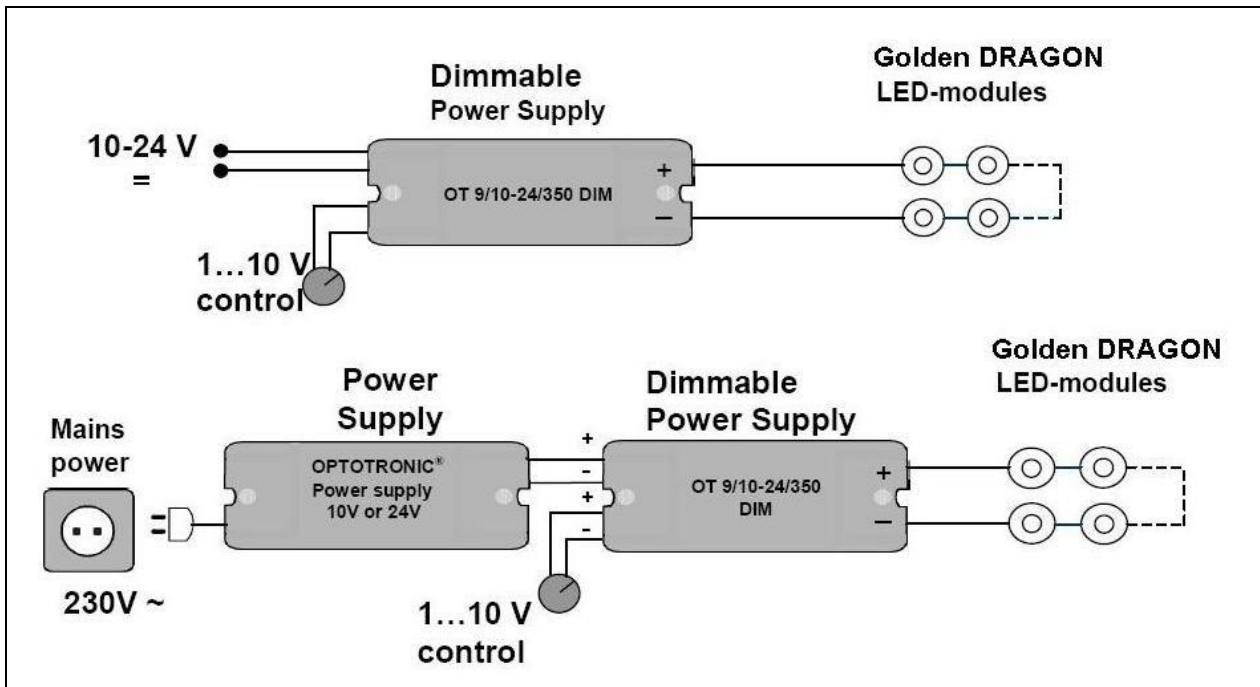 Dimmable
Power Supply
Golden DRAGON
LED-modules
10-24 V
=
OT 9/10-24/350 DIM
+
−
1...10 V
control
Golden DRAGON
LED-modules
Power
Supply
Dimmable
Power Supply
Mains
power
OPTOTRONIC®
Power supply
10V or 24V
+
-
+
-
OT 9/10-24/350
DIM
+
−
230V ~
1...10 V
control